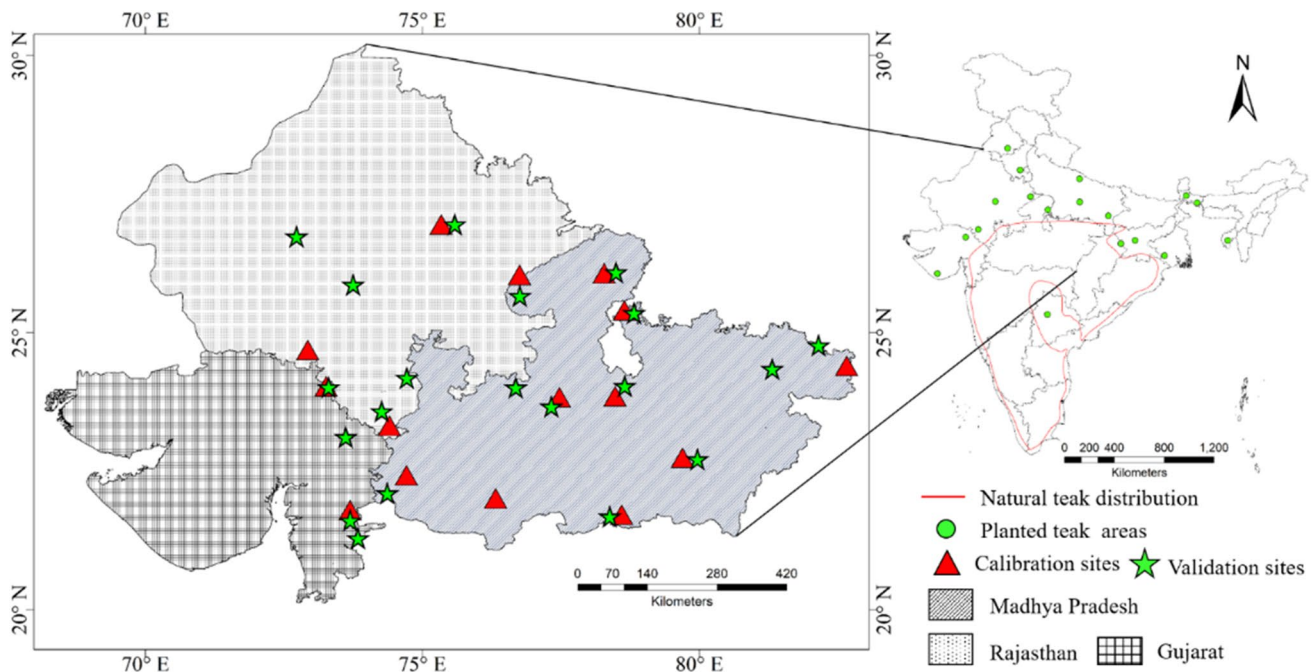 70° E 75° E 80° E
30° N 30° N
N
25° N 25° N
20° N 20° N
0 70 140 280 420
Kilometers
70° E 75° E 80° E
0 200 400 800 1,200
Kilometers
Natural teak distribution
Planted teak areas
Calibration sites Validation sites
Madhya Pradesh
Rajasthan Gujarat